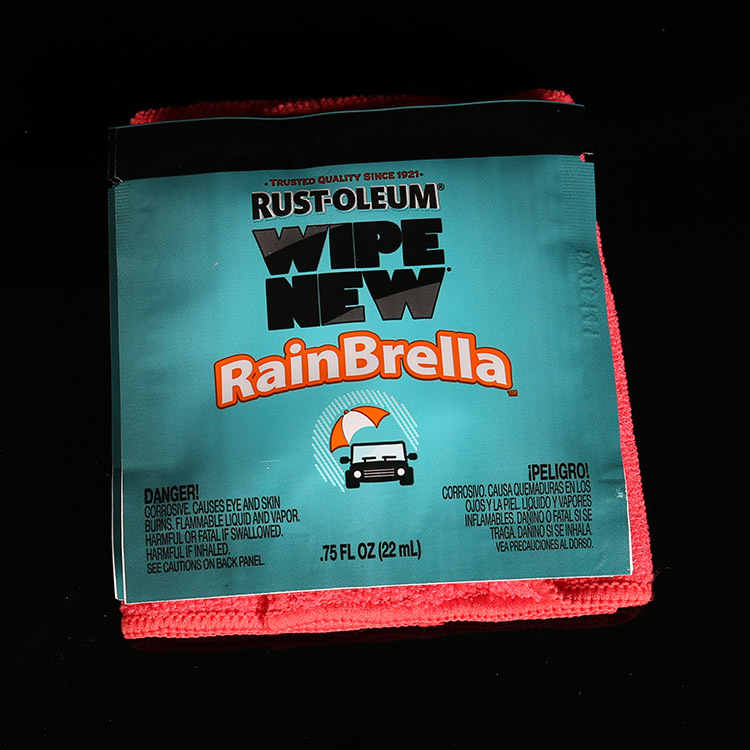 • TRUSTED QUALITY SINCE 1921 •
RUST-OLEUM®
WIPE
NEW®
RainBrella™
DANGER!
CORROSIVE. CAUSES EYE AND SKIN
BURNS. FLAMMABLE LIQUID AND VAPOR.
HARMFUL OR FATAL IF SWALLOWED.
HARMFUL IF INHALED.
SEE CAUTIONS ON BACK PANEL.
.75 FL OZ (22 mL)
¡PELIGRO!
CORROSIVO. CAUSA QUEMADURAS EN LOS
OJOS Y LA PIEL. LÍQUIDO Y VAPORES
INFLAMABLES. DAÑINO O FATAL SI SE
TRAGA. DAÑINO SI SE INHALA.
VEA PRECAUCIONES AL DORSO.